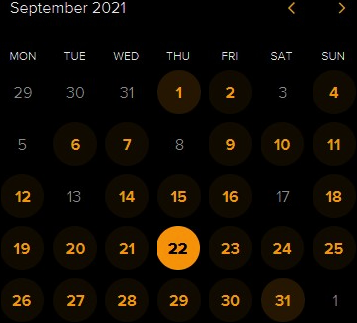 September 2021
MON TUE WED THU FRI SAT SUN
29 30 31 1 2 3 4
5 6 7 8 9 10 11
12 13 14 15 16 17 18
19 20 21 22 23 24 25
26 27 28 29 30 31 1